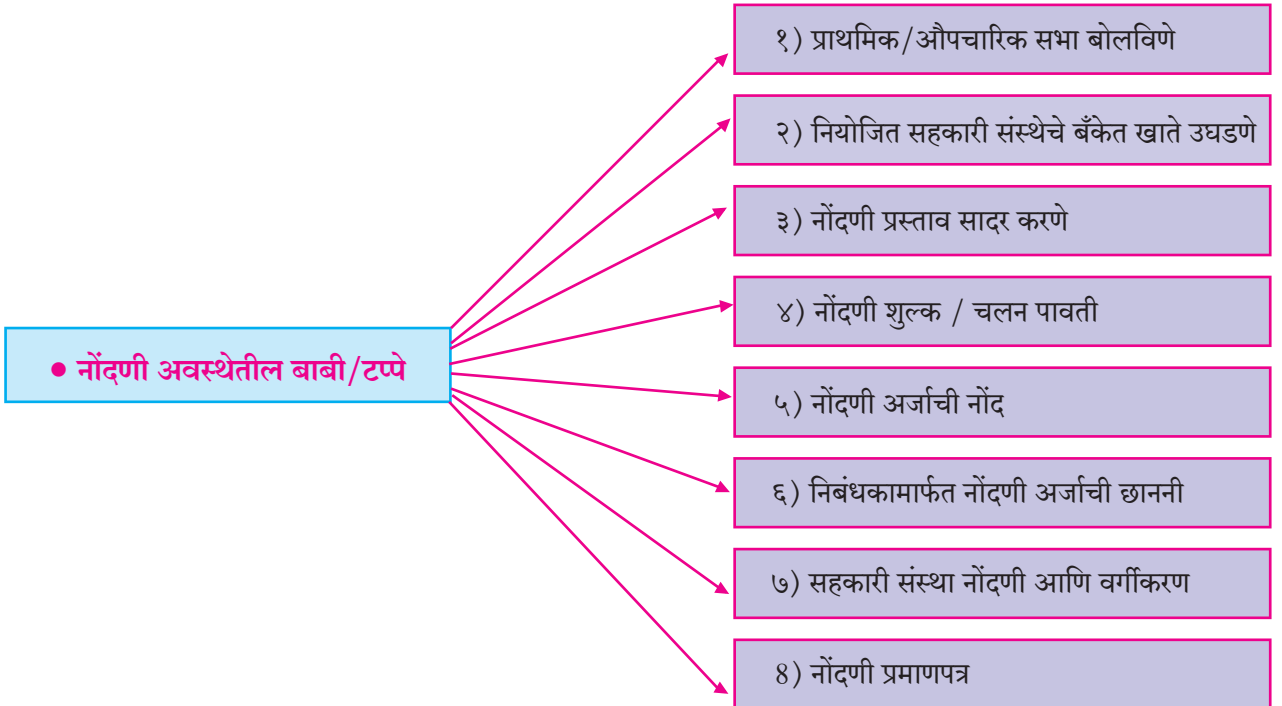 १) प्राथमिक/औपचारिक सभा बोलविणे
२) नियोजित सहकारी संस्थेचे बँकेत खाते उघडणे
३) नोंदणी प्रस्ताव सादर करणे
४) नोंदणी शुल्क / चलन पावती
• नोंदणी अवस्थेतील बाबी/टप्पे
५) नोंदणी अर्जाची नोंद
६) निबंधकामार्फत नोंदणी अर्जाची छाननी
७) सहकारी संस्था नोंदणी आणि वर्गीकरण
8) नोंदणी प्रमाणपत्र